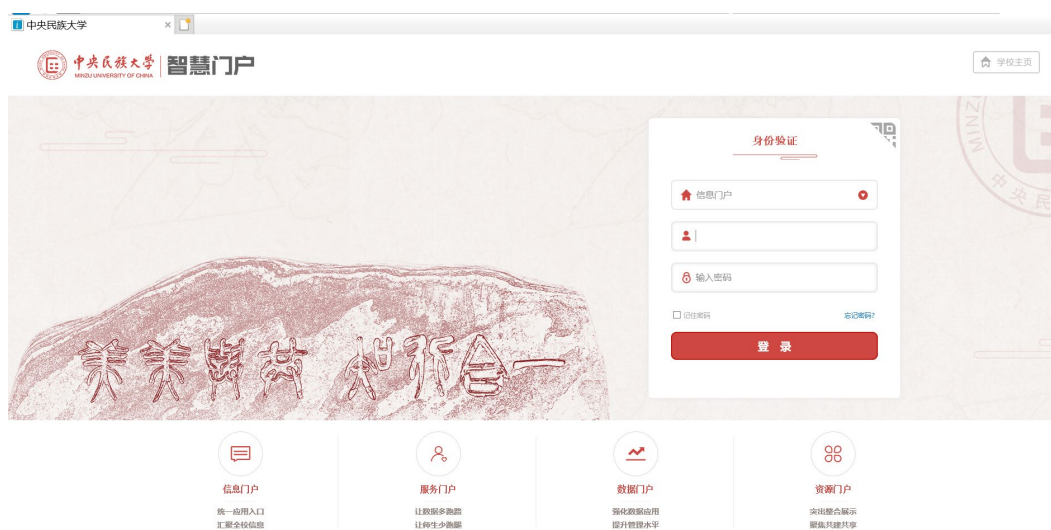 中央民族大学
中央民族大学 智慧门户
MINZU UNIVERSITY OF CHINA
学校主页
身份验证
信息门户
输入密码
记住密码 忘记密码?
登 录
美美与共 知行合一
MINZ
中央民
信息门户
统一应用入口
汇聚全校信息
服务门户
让数据多跑路
让师生少跑腿
数据门户
强化数据应用
提升管理水平
资源门户
突出整合展示
聚焦共建共享